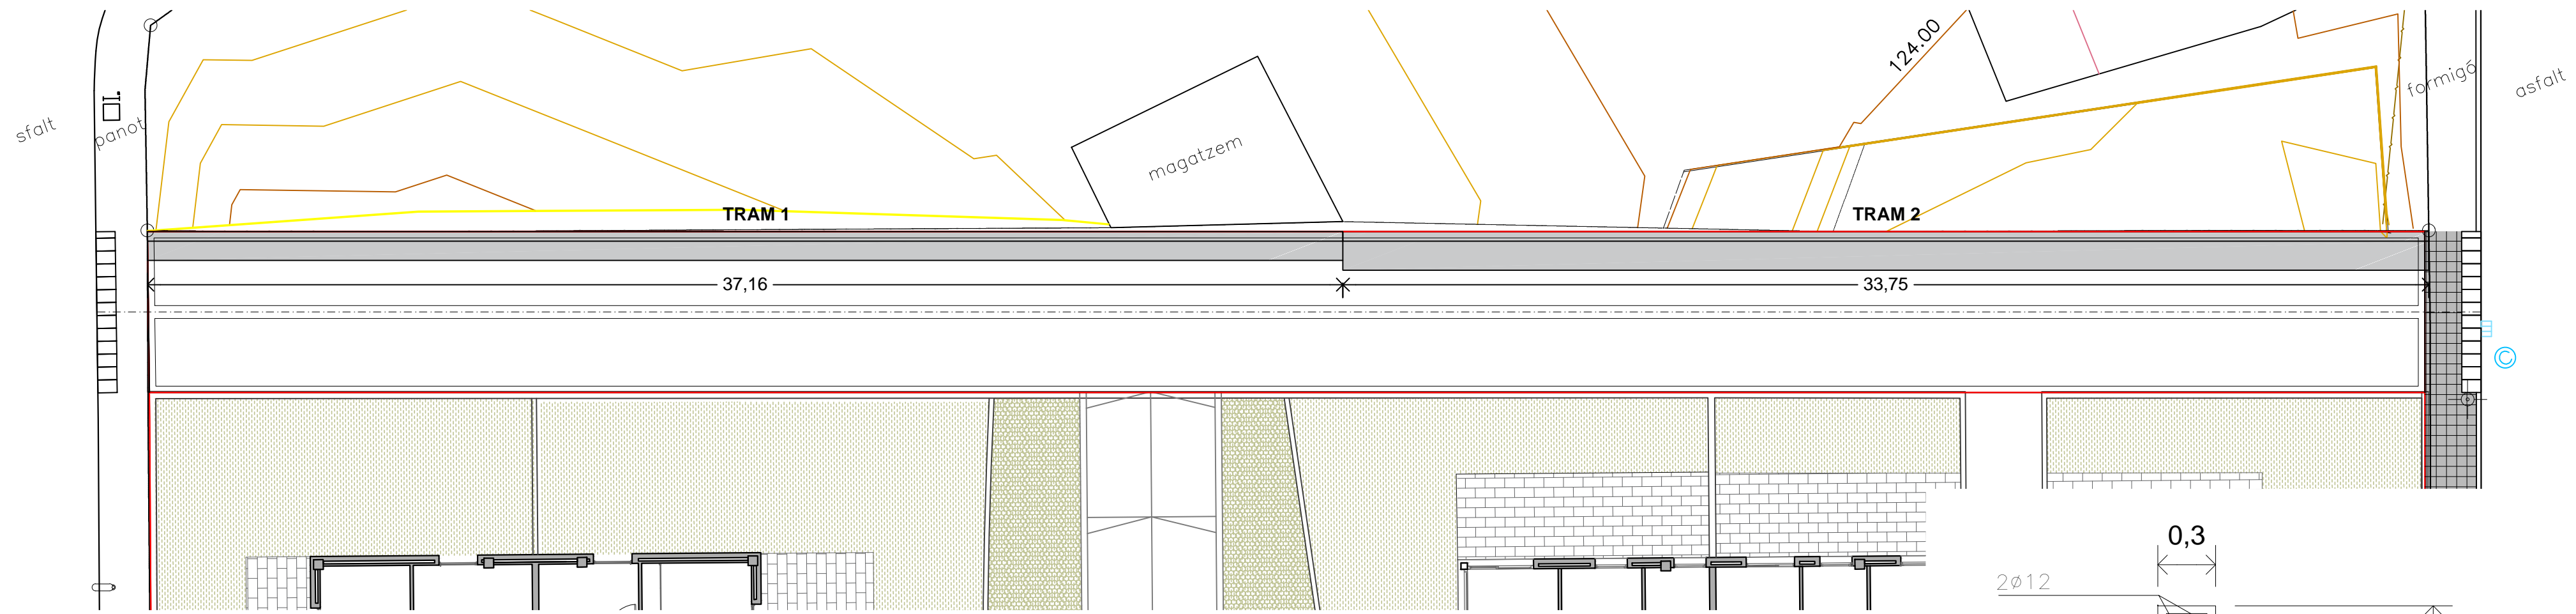 124.00
formigó
asfalt
sfalt
panot
magatzem
TRAM 1
TRAM 2
37,16
33,75
©
0,3
2ø12